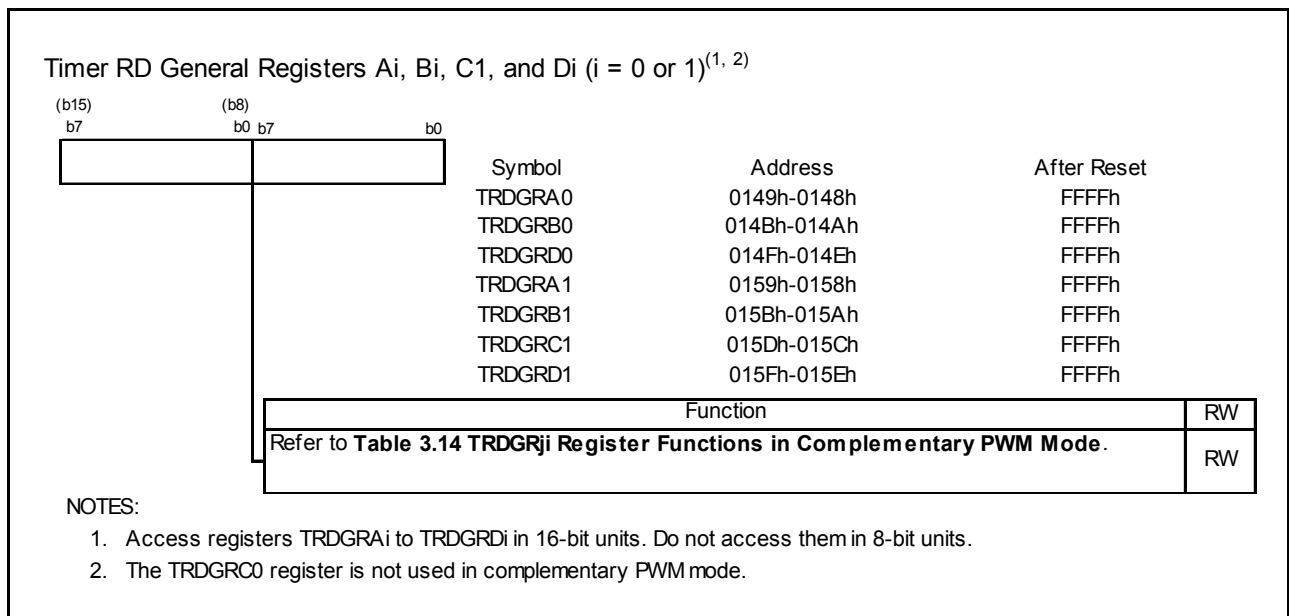 Timer RD General Registers Ai, Bi, C1, and Di (i = 0 or 1)(1, 2)
(b15) (b8)
b7 b0 b7 b0
Symbol Address After Reset
TRDGRA0 0149h-0148h FFFFh
TRDGRB0 014Bh-014Ah FFFFh
TRDGRD0 014Fh-014Eh FFFFh
TRDGRA1 0159h-0158h FFFFh
TRDGRB1 015Bh-015Ah FFFFh
TRDGRC1 015Dh-015Ch FFFFh
TRDGRD1 015Fh-015Eh FFFFh
Function RW
Refer to Table 3.14 TRDGRji Register Functions in Complementary PWM Mode. RW
NOTES:
1. Access registers TRDGRAi to TRDGRDi in 16-bit units. Do not access them in 8-bit units.
2. The TRDGRC0 register is not used in complementary PWM mode.